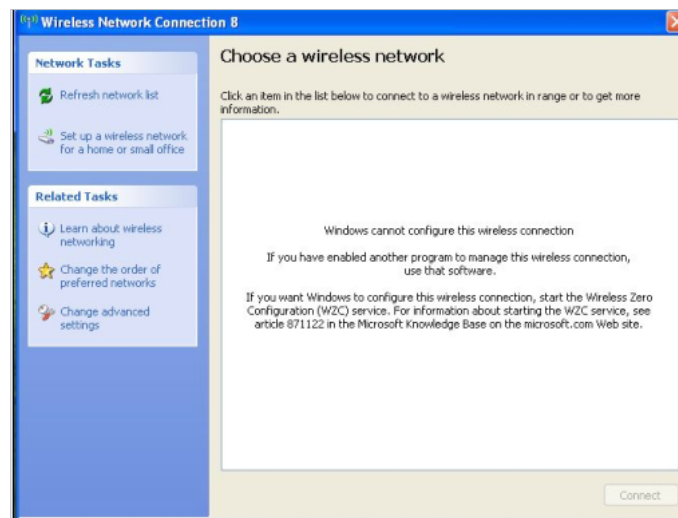 Wireless Network Connection 8
Network Tasks
Refresh network list
Set up a wireless network
for a home or small office
Related Tasks
Learn about wireless
networking
Change the order of
preferred networks
Change advanced
settings
Choose a wireless network
Click an item in the list below to connect to a wireless network in range or to get more
information.
Windows cannot configure this wireless connection
If you have enabled another program to manage this wireless connection,
use that software.
If you want Windows to configure this wireless connection, start the Wireless Zero
Configuration (WZC) service. For information about starting the WZC service, see
article 871122 in the Microsoft Knowledge Base on the microsoft.com Web site.
Connect